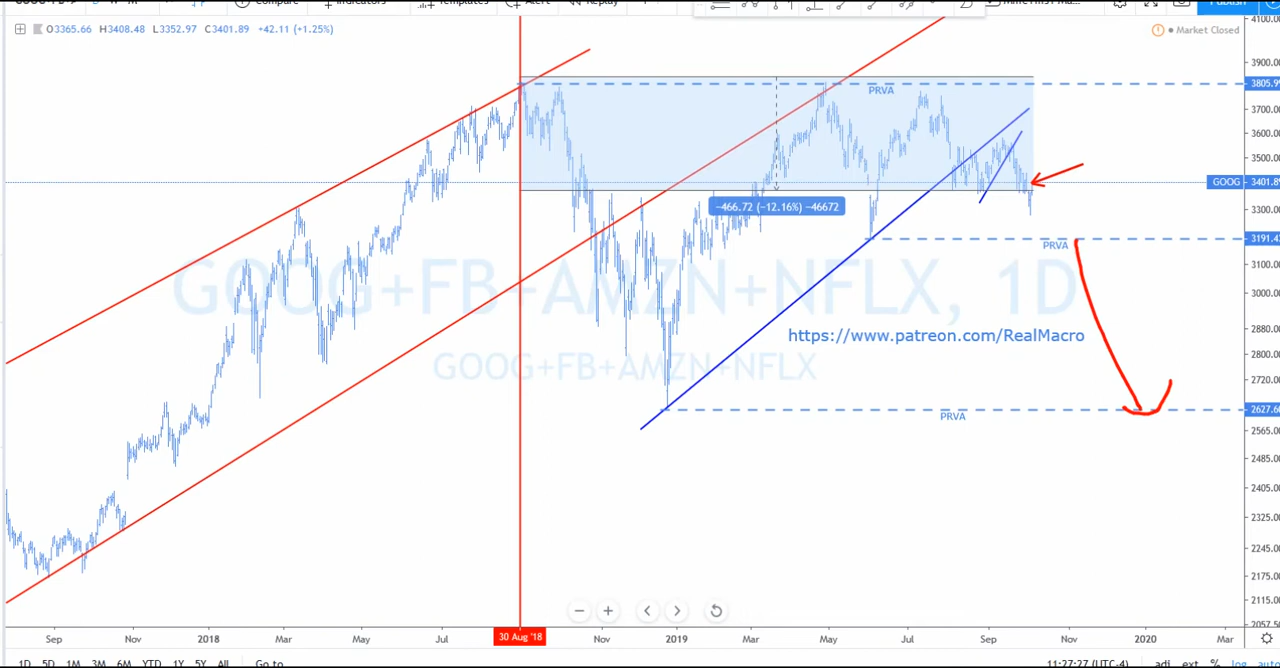 Compare
Indicators
Templates
Alert
Replay
Publish
O3365.66 H3408.48 L3352.97 C3401.89 +42.11 (+1.25%)
Market Closed
4100.00
3900.00
3805.9
PRVA
3700.00
3600.00
3500.00
GOOG 3401.89
−466.72 (−12.16%) −46672
3300.00
3191.4
PRVA
3100.00
GOOG+FB+AMZN+NFLX, 1D
3000.00
https://www.patreon.com/RealMacro
2880.00
2800.00
GOOG+FB+AMZN+NFLX
2720.00
2627.60
PRVA
2565.00
2485.00
2405.00
2325.00
2245.00
2175.00
2115.00
2057.50
Sep Nov 2018 Mar May Jul 30 Aug '18 Nov 2019 Mar May Jul Sep Nov 2020 Mar
1D 5D 1M 3M 6M YTD 1Y 5Y All Go to 11:27:27 (UTC-4) adj ext % log auto